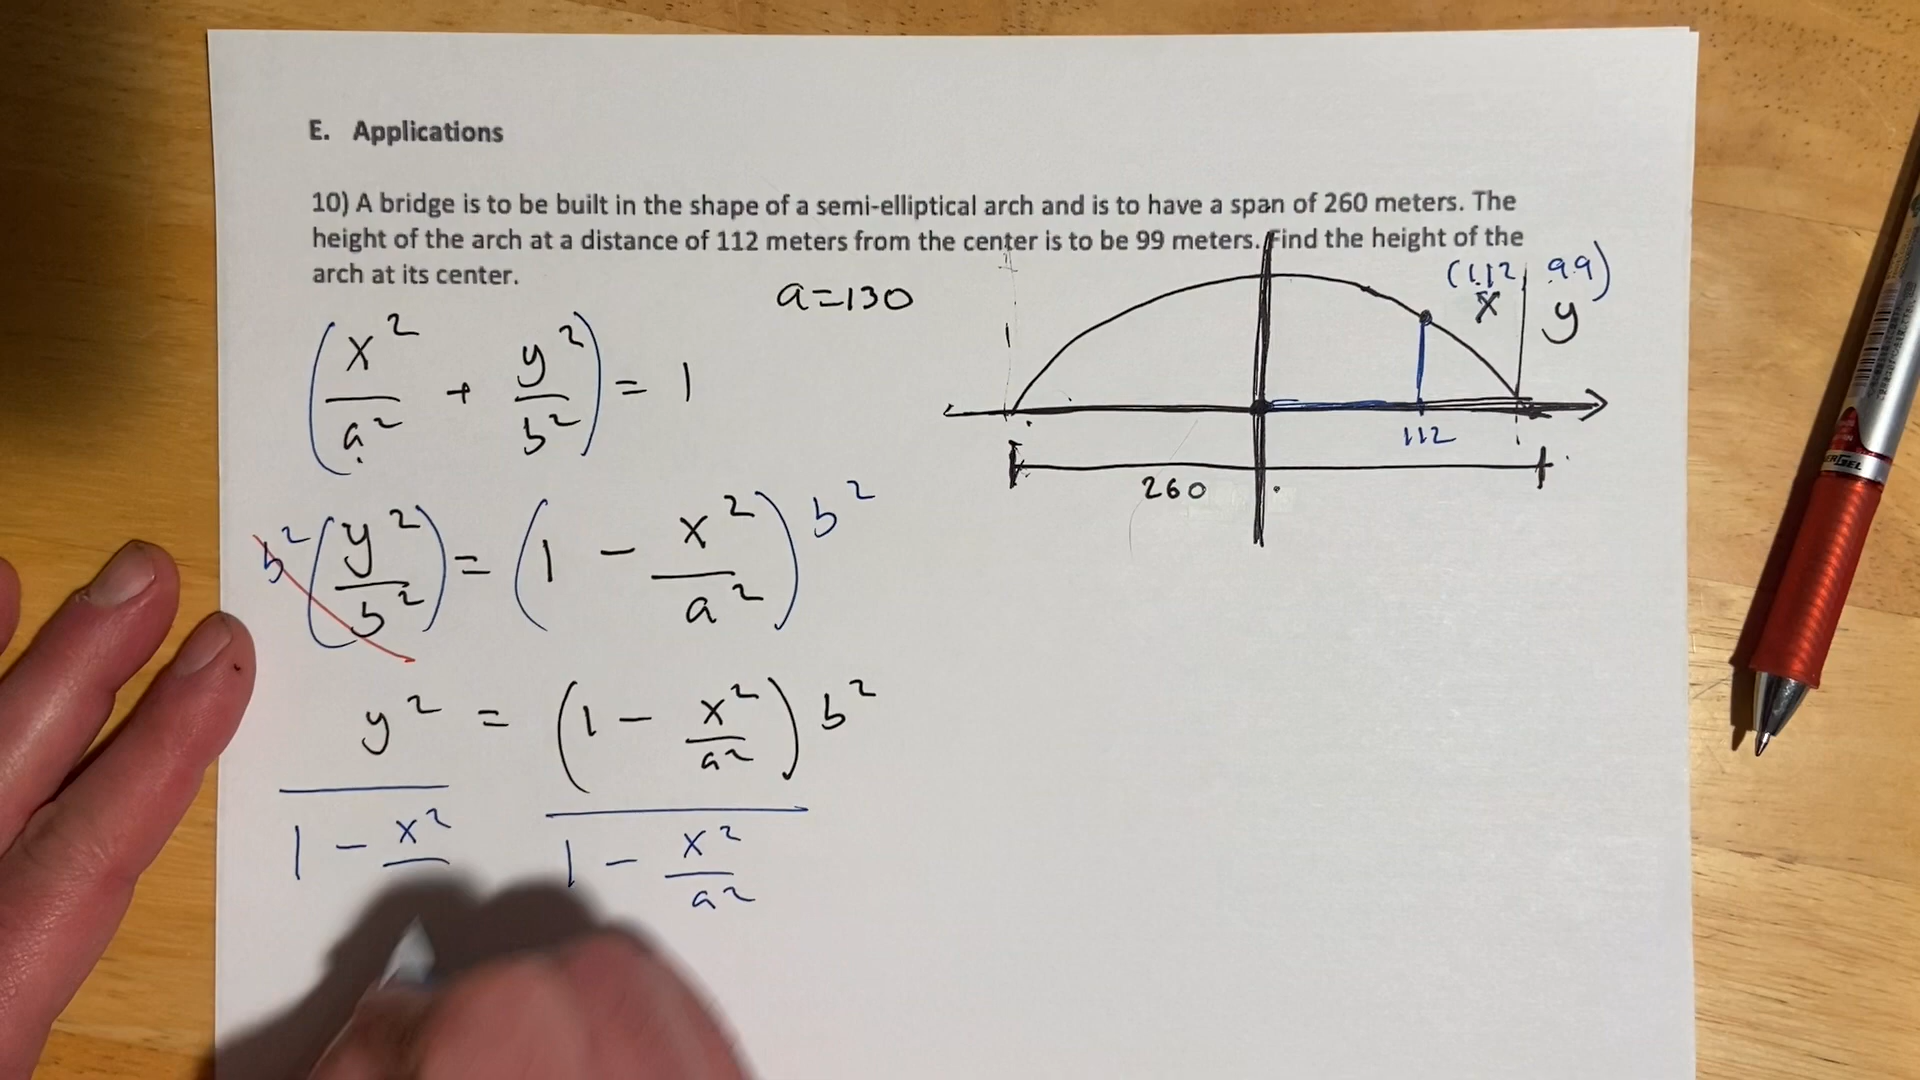 E. Applications
10) A bridge is to be built in the shape of a semi-elliptical arch and is to have a span of 260 meters. The
height of the arch at a distance of 112 meters from the center is to be 99 meters. Find the height of the
arch at its center.
a=130
(112, 99)
x y
112
260
(x²/a² + y²/b²) = 1
b²(y²/b²) = (1 - x²/a²) b²
y² = (1 - x²/a²) b²
1 - x² 1 - x²/a²